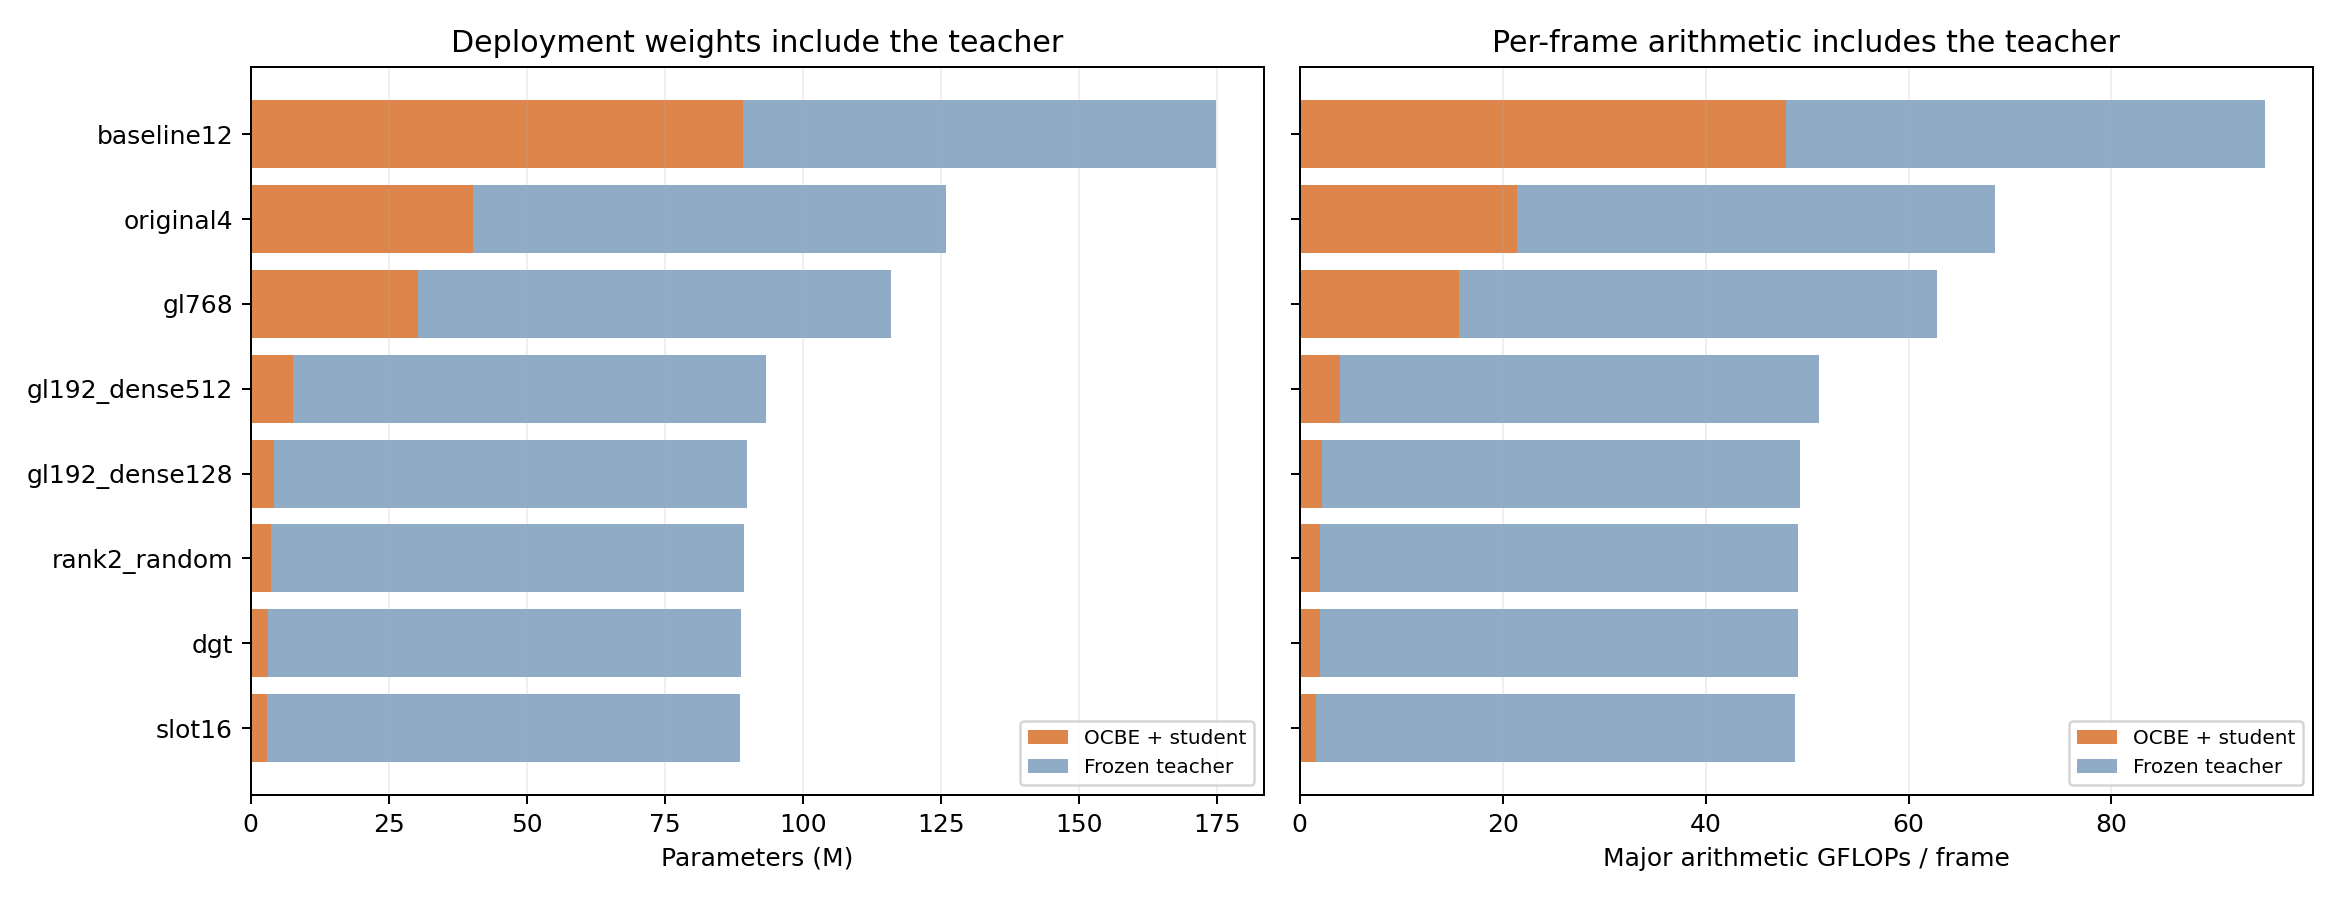 Deployment weights include the teacher
baseline12
original4
gl768
gl192_dense512
gl192_dense128
rank2_random
dgt
slot16
OCBE + student
Frozen teacher
0 25 50 75 100 125 150 175
Parameters (M)
Per-frame arithmetic includes the teacher
OCBE + student
Frozen teacher
0 20 40 60 80
Major arithmetic GFLOPs / frame